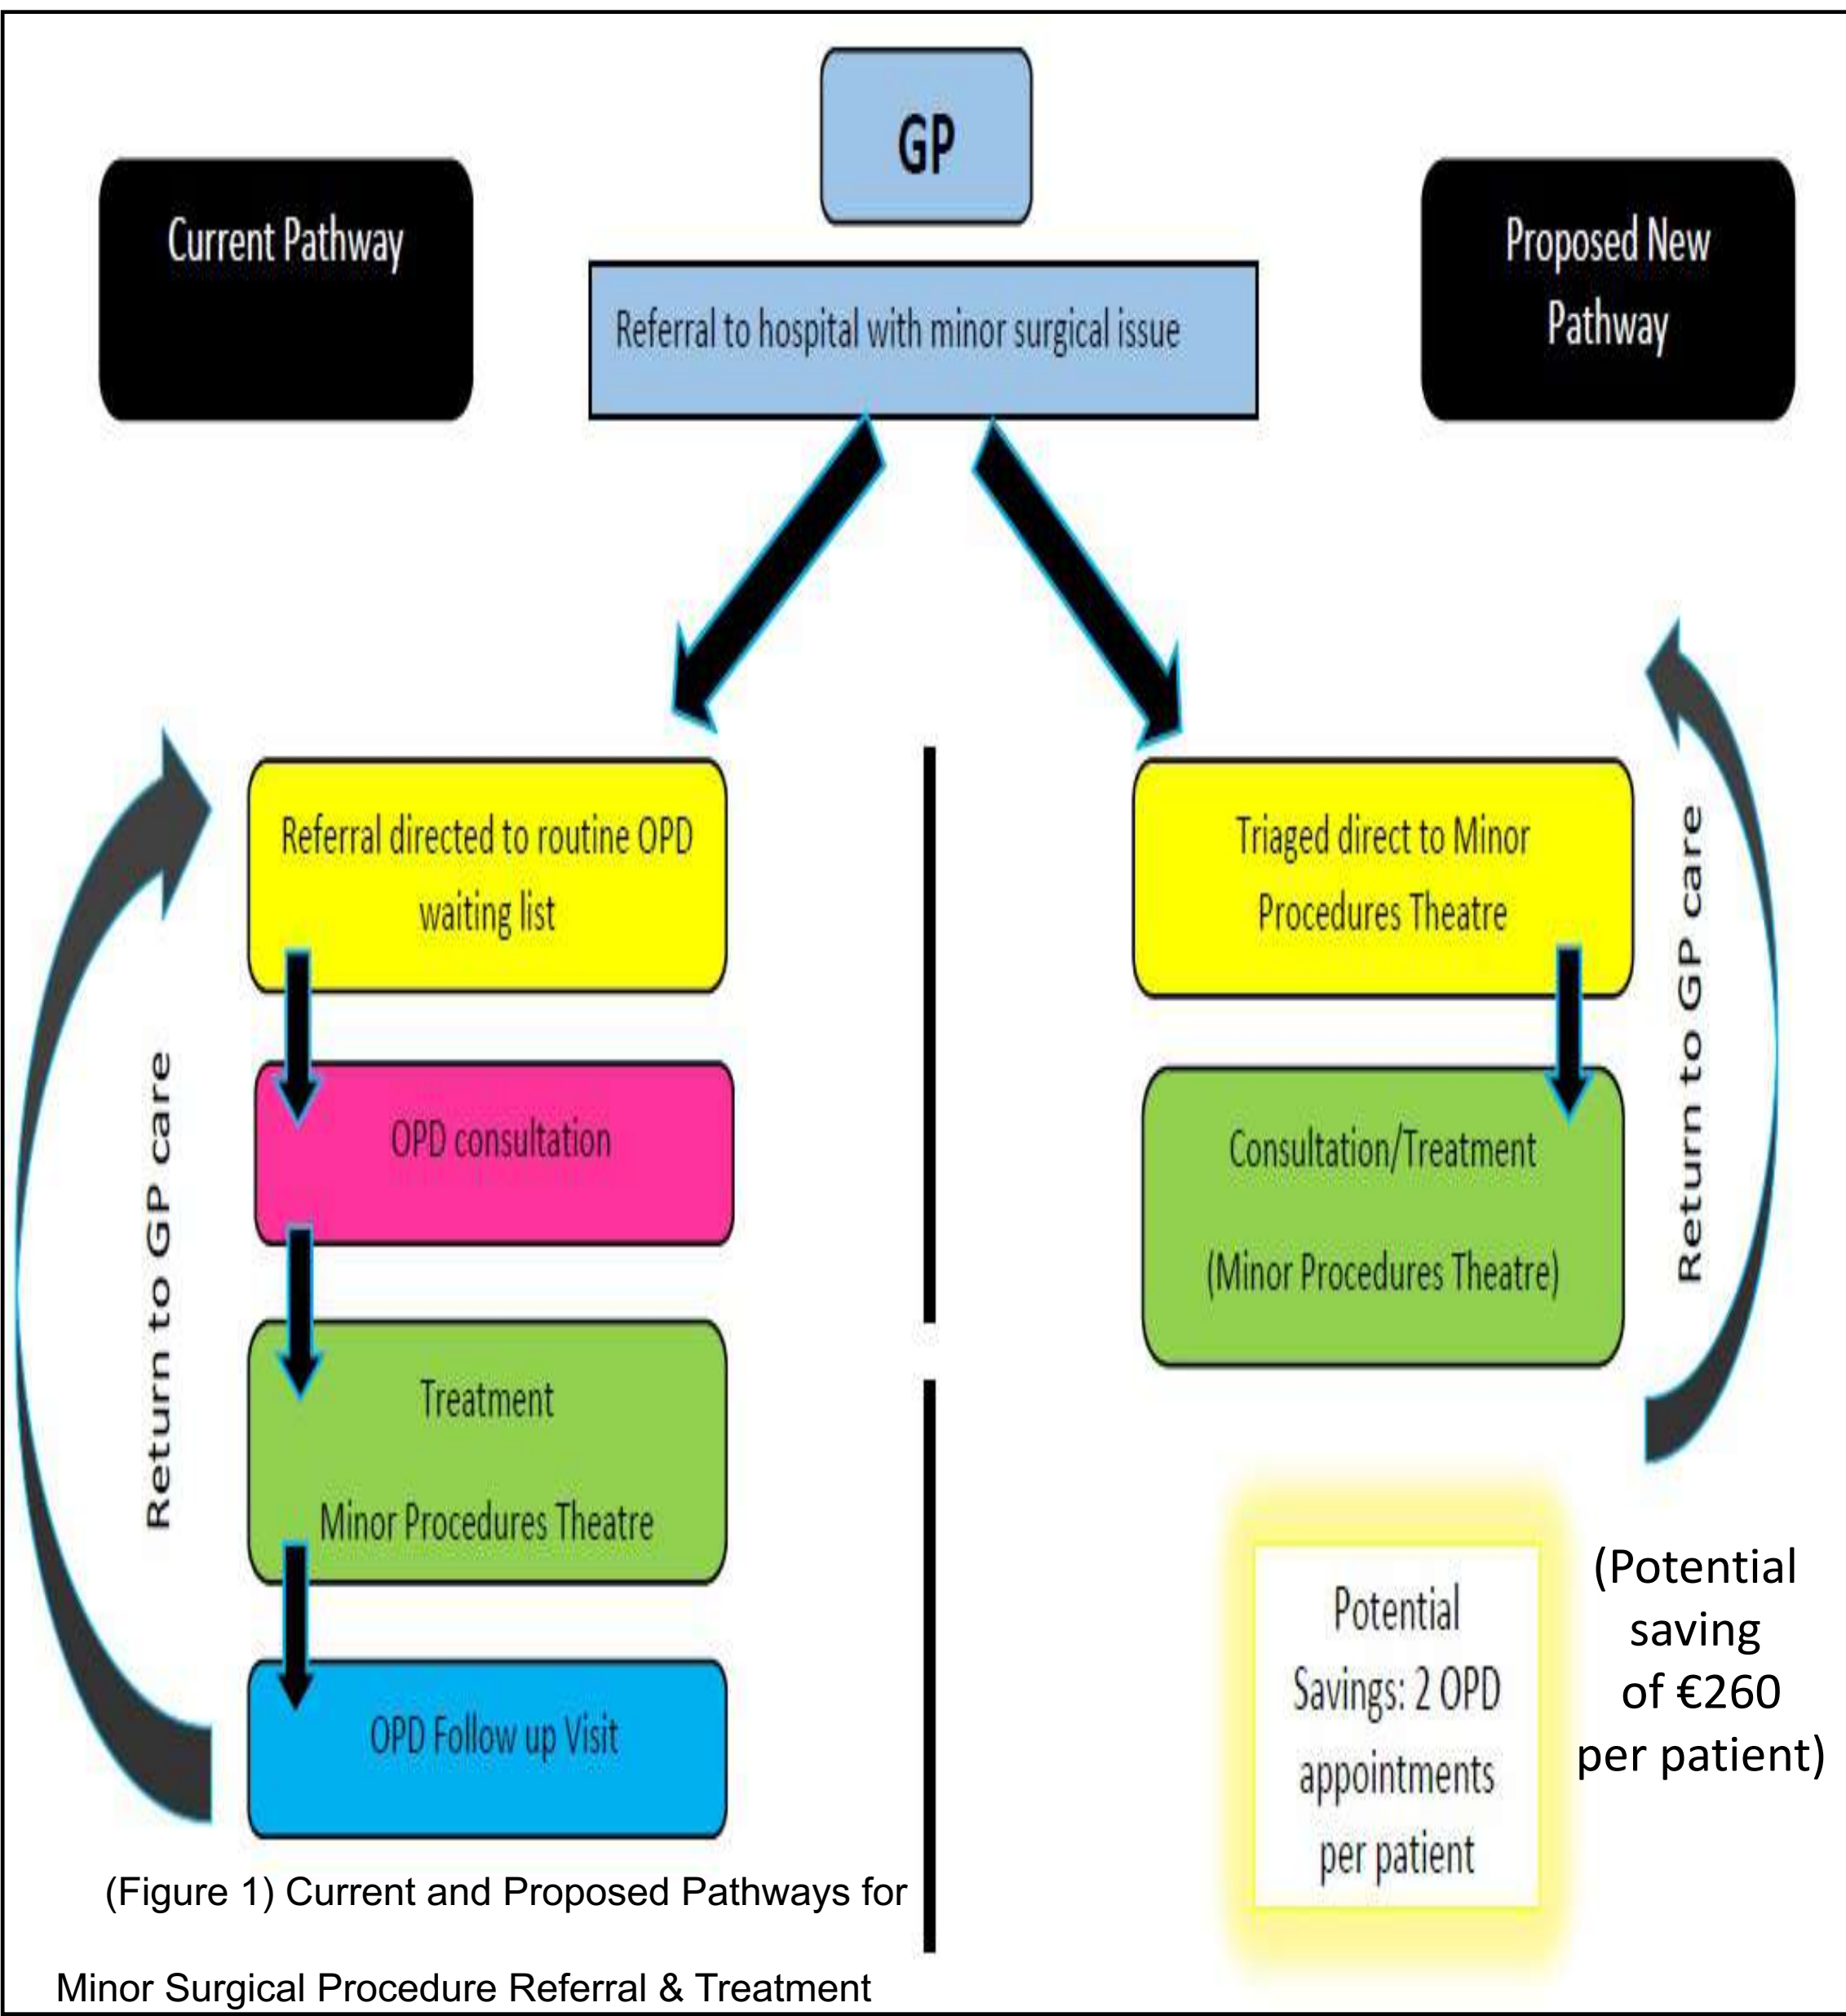 GP
Current Pathway
Proposed New
Pathway
Referral to hospital with minor surgical issue
Referral directed to routine OPD
waiting list
OPD consultation
Treatment
Minor Procedures Theatre
OPD Follow up Visit
Return to GP care
Triaged direct to Minor
Procedures Theatre
Consultation/Treatment
(Minor Procedures Theatre)
Return to GP care
Potential
Savings: 2 OPD
appointments
per patient
(Potential
saving
of €260
per patient)
(Figure 1) Current and Proposed Pathways for
Minor Surgical Procedure Referral & Treatment